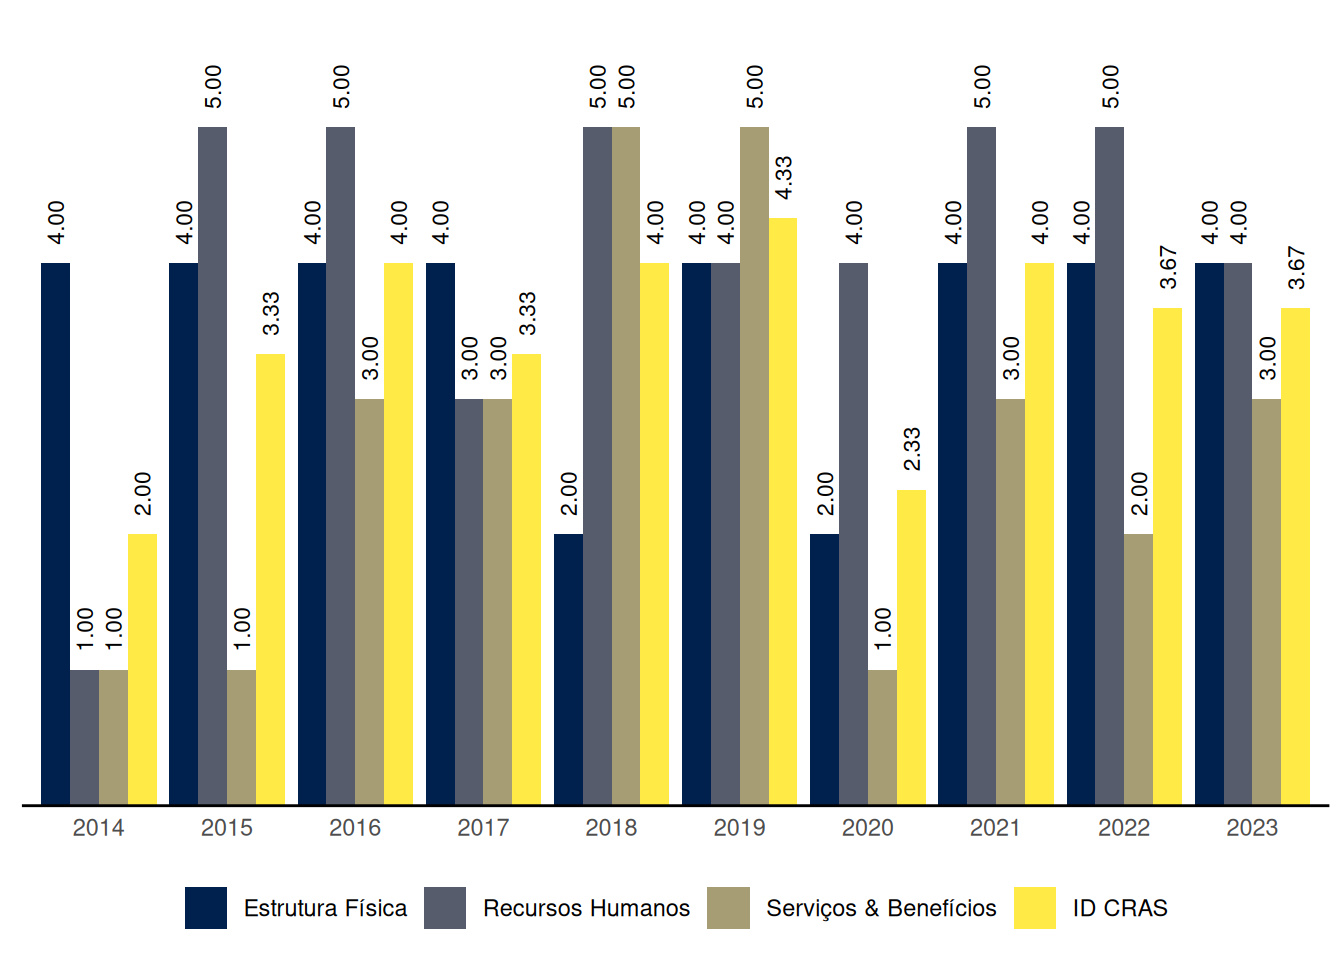 4.00 1.00 1.00 2.00
4.00 5.00 1.00 3.33
4.00 5.00 3.00 4.00
4.00 3.00 3.00 3.33
2.00 5.00 5.00 4.00
4.00 4.00 5.00 4.33
2.00 4.00 1.00 2.33
4.00 5.00 3.00 4.00
4.00 5.00 2.00 3.67
4.00 4.00 3.00 3.67
2014 2015 2016 2017 2018 2019 2020 2021 2022 2023
Estrutura Física Recursos Humanos Serviços & Benefícios ID CRAS